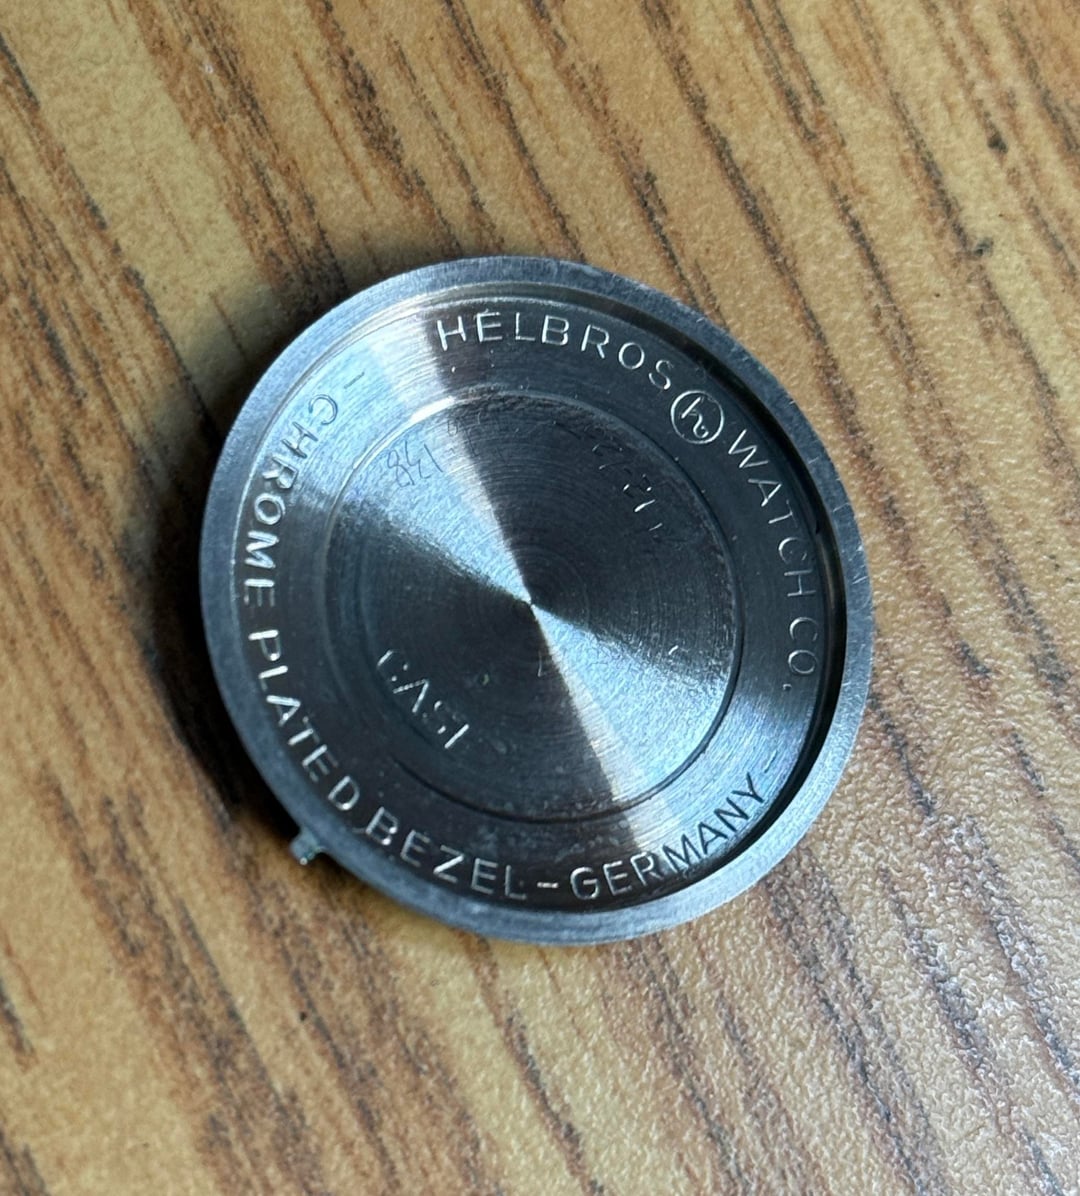 HELBROS h WATCH CO.
- CHROME PLATED BEZEL - GERMANY -